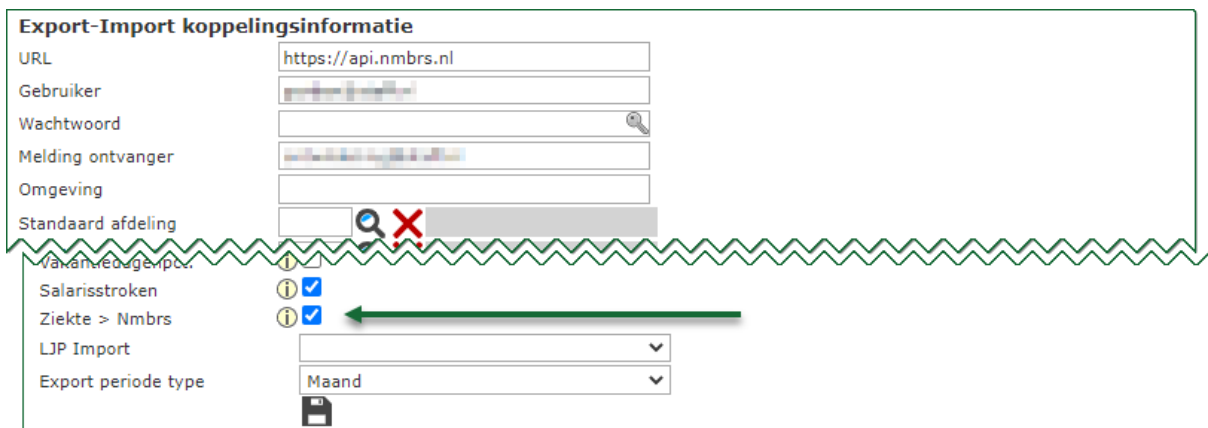 Export-Import koppelingsinformatie
URL https://api.nmbrs.nl
Gebruiker
Wachtwoord
Melding ontvanger
Omgeving
Standaard afdeling
Salarisstroken
Ziekte > Nmbrs
LJP Import
Export periode type Maand